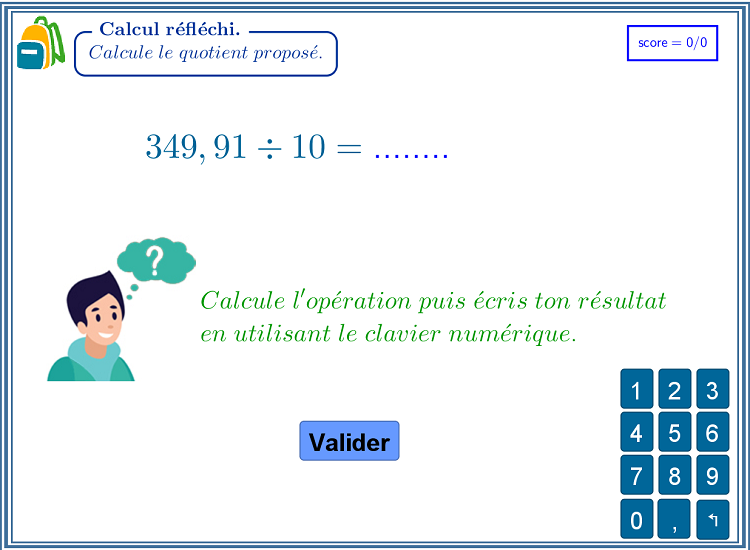 Calcul réfléchi.
Calcule le quotient proposé.
score = 0/0
349, 91 ÷ 10 = ........
?
Calcule l'opération puis écris ton résultat
en utilisant le clavier numérique.
Valider
1 2 3
4 5 6
7 8 9
0 , ↰